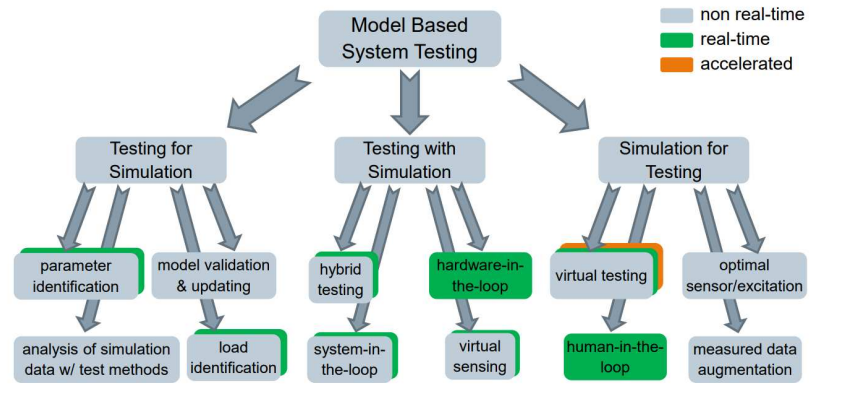 Model Based
System Testing
non real-time
real-time
accelerated
Testing for
Simulation
Testing with
Simulation
Simulation for
Testing
parameter
identification
model validation
& updating
hybrid
testing
hardware-in-
the-loop
virtual testing
optimal
sensor/excitation
analysis of simulation
data w/ test methods
load
identification
system-in-
the-loop
virtual
sensing
human-in-the-
loop
measured data
augmentation